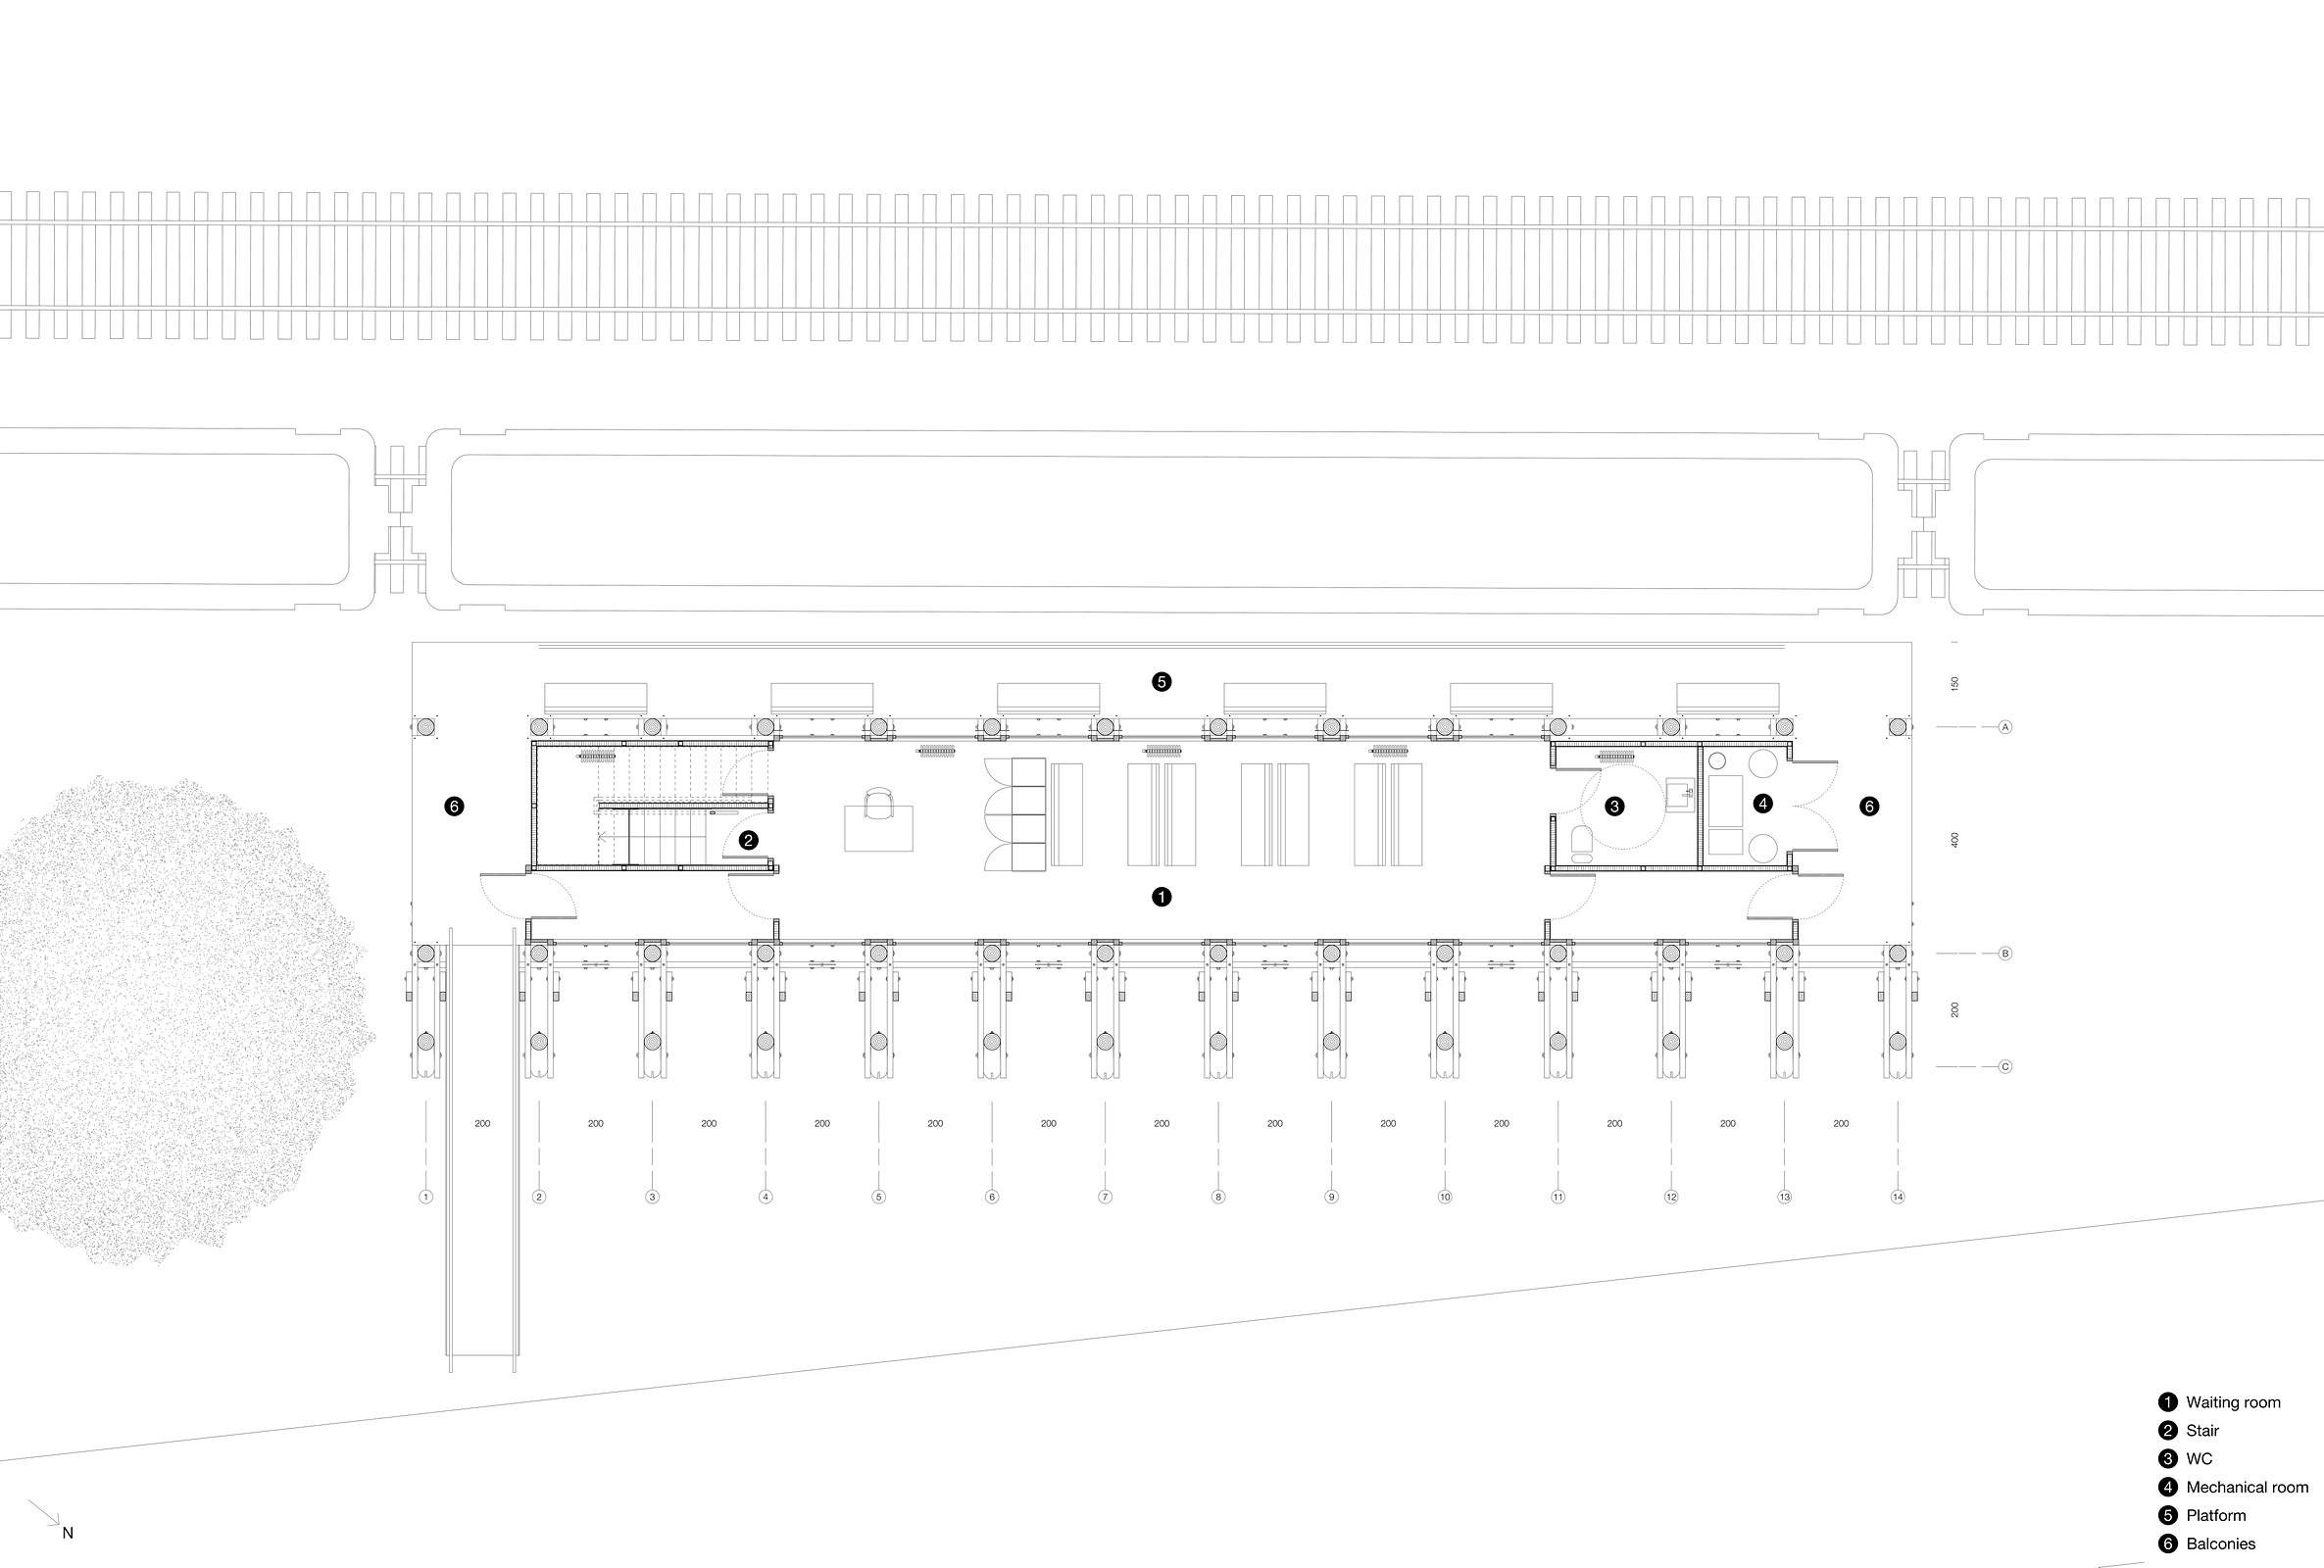 5
150
A
6
2
3
4
6
400
1
B
200
C
200 200 200 200 200 200 200 200 200 200 200 200 200
1 2 3 4 5 6 7 8 9 10 11 12 13 14
1 Waiting room
2 Stair
3 WC
4 Mechanical room
5 Platform
6 Balconies
N